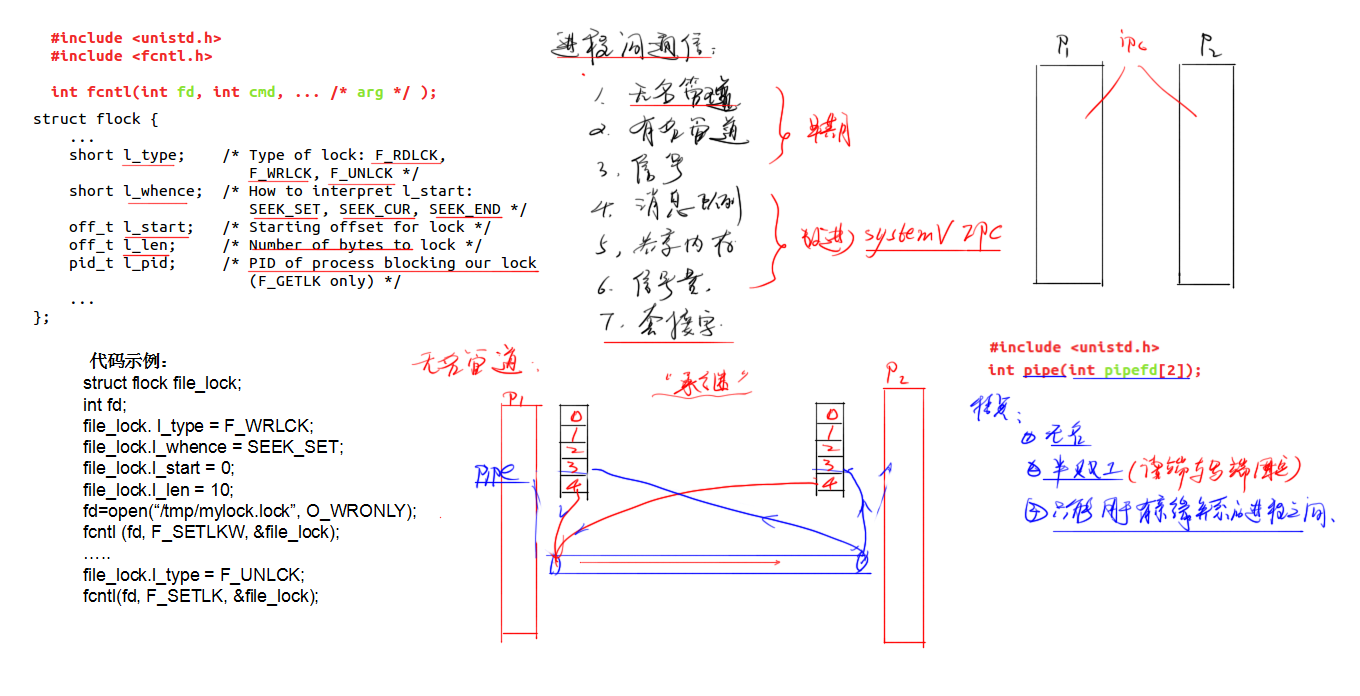 #include <unistd.h>
#include <fcntl.h>
int fcntl(int fd, int cmd, ... /* arg */ );
struct flock {
...
short l_type; /* Type of lock: F_RDLCK,
F_WRLCK, F_UNLCK */
short l_whence; /* How to interpret l_start:
SEEK_SET, SEEK_CUR, SEEK_END */
off_t l_start; /* Starting offset for lock */
off_t l_len; /* Number of bytes to lock */
pid_t l_pid; /* PID of process blocking our lock
(F_GETLK only) */
...
};
代码示例：
struct flock file_lock;
int fd;
file_lock. l_type = F_WRLCK;
file_lock.l_whence = SEEK_SET;
file_lock.l_start = 0;
file_lock.l_len = 10;
fd=open(“/tmp/mylock.lock”, O_WRONLY);
fcntl (fd, F_SETLKW, &file_lock);
…..
file_lock.l_type = F_UNLCK;
fcntl(fd, F_SETLK, &file_lock);
进程间通信：
1. 无名管道
2. 有名管道
3. 信号
早期
4. 消息队列
5, 共享内存
6. 信号量.
改进) systemV IPC
7. 套接字.
P1 ipc P2
无名管道：
"承继"
P1
P2
0
1
2
3
4
0
1
2
3
4
pipe
#include <unistd.h>
int pipe(int pipefd[2]);
特点：
① 无名
② 半双工(读端与写端固定)
③ 只能用于有亲缘关系的进程之间.